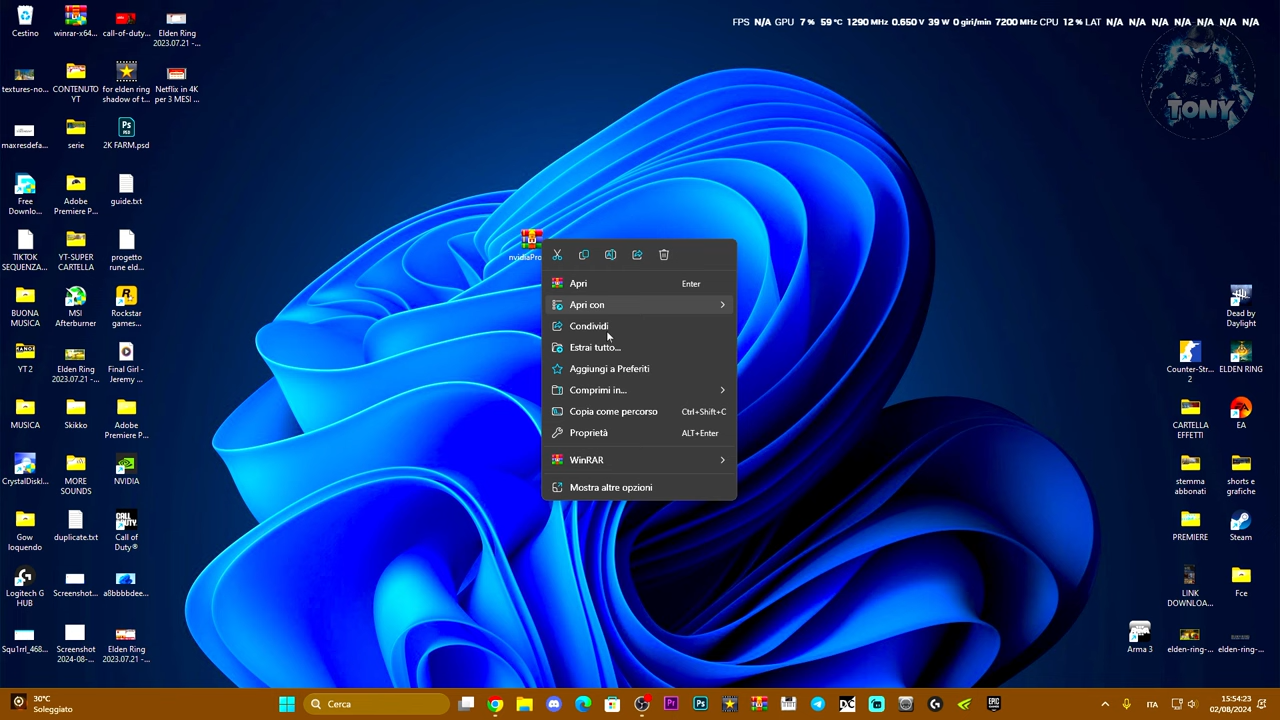 FPS N/A GPU 7 % 59 °C 1290 MHz 0.650 V 39 W 0 giri/min 7200 MHz CPU 12 % LAT N/A N/A N/A N/A N/A N/A N/A
TONY
Cestino
winrar-x64...
call-of-duty...
Elden Ring
2023.07.21 -...
textures-no...
CONTENUTO
YT
for elden ring
shadow of t...
Netflix in 4K
per 3 MESI ...
maxresdefa...
serie
2K FARM.psd
Free
Downlo...
Adobe
Premiere P...
guide.txt
TIKTOK
SEQUENZA...
YT-SUPER
CARTELLA
progetto
rune eld...
BUONA
MUSICA
MSI
Afterburner
Rockstar
games...
YT 2
Elden Ring
2023.07.21 -...
Final Girl -
Jeremy ...
MUSICA
Skikko
Adobe
Premiere P...
CrystalDiskI...
MORE
SOUNDS
NVIDIA
Gow
loquendo
duplicate.txt
Call of
Duty®
Logitech G
HUB
Screenshot...
a8bbbbdee...
Squ1rrl_468...
Screenshot
2024-08-...
Elden Ring
2023.07.21 -...
nvidiaPro
Apri Enter
Apri con
Condividi
Estrai tutto...
Aggiungi a Preferiti
Comprimi in...
Copia come percorso Ctrl+Shift+C
Proprietà ALT+Enter
WinRAR
Mostra altre opzioni
Dead by
Daylight
Counter-Str...
2
ELDEN RING
CARTELLA
EFFETTI
EA
stemma
abbonati
shorts e
grafiche
PREMIERE
Steam
LINK
DOWNLOA...
Fce
Arma 3
elden-ring-...
elden-ring-...
30°C
Soleggiato
Cerca
ITA
15:54:23
02/08/2024